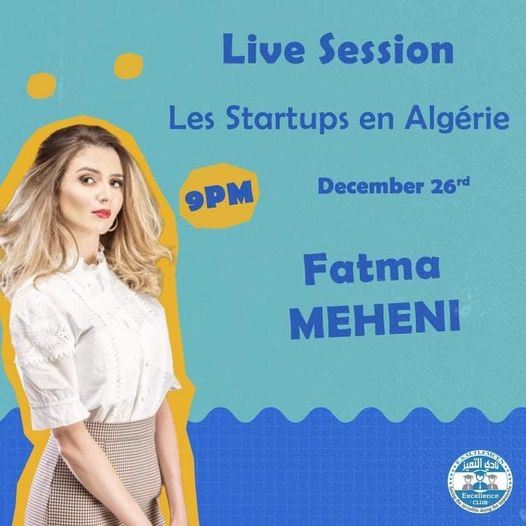 Live Session
Les Startups en Algérie
9PM
December 26rd
Fatma
MEHENI
نادي التميز
Excellence
CLUB